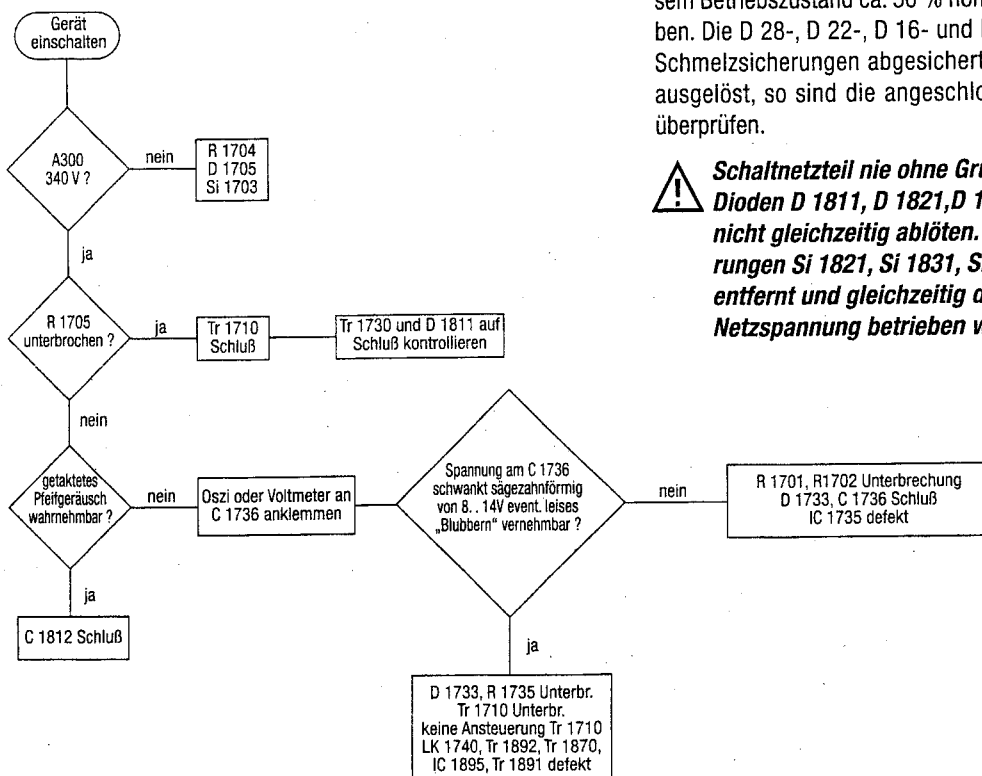 sem Betriebszustand ca.
ben. Die D 28-, D 22-, D 16- und
Schmelzsicherungen abgesichert
ausgelöst, so sind die
überprüfen.
Schaltnetzteil nie ohne
Dioden D 1811, D 1821,D
nicht gleichzeitig ablöten.
rungen Si 1821, Si 1831,
entfernt und gleichzeitig
Netzspannung betrieben
Gerät
einschalten
A300
340 V ?
nein
R 1704
D 1705
Si 1703
ja
R 1705
unterbrochen ?
ja
Tr 1710
Schluß
Tr 1730 und D 1811 auf
Schluß kontrollieren
nein
getaktetes
Pfeifgeräusch
wahrnehmbar ?
nein
Oszi oder Voltmeter an
C 1736 anklemmen
Spannung am C 1736
schwankt sägezahnförmig
von 8. . 14V event. leises
„Blubbern“ vernehmbar ?
nein
R 1701, R1702 Unterbrechung
D 1733, C 1736 Schluß
IC 1735 defekt
ja
C 1812 Schluß
ja
D 1733, R 1735 Unterbr.
Tr 1710 Unterbr.
keine Ansteuerung Tr 1710
LK 1740, Tr 1892, Tr 1870,
IC 1895, Tr 1891 defekt